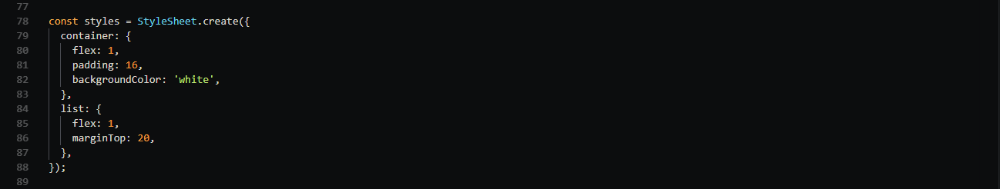 77
78 const styles = StyleSheet.create({
79   container: {
80     flex: 1,
81     padding: 16,
82     backgroundColor: 'white',
83   },
84   list: {
85     flex: 1,
86     marginTop: 20,
87   },
88 });
89